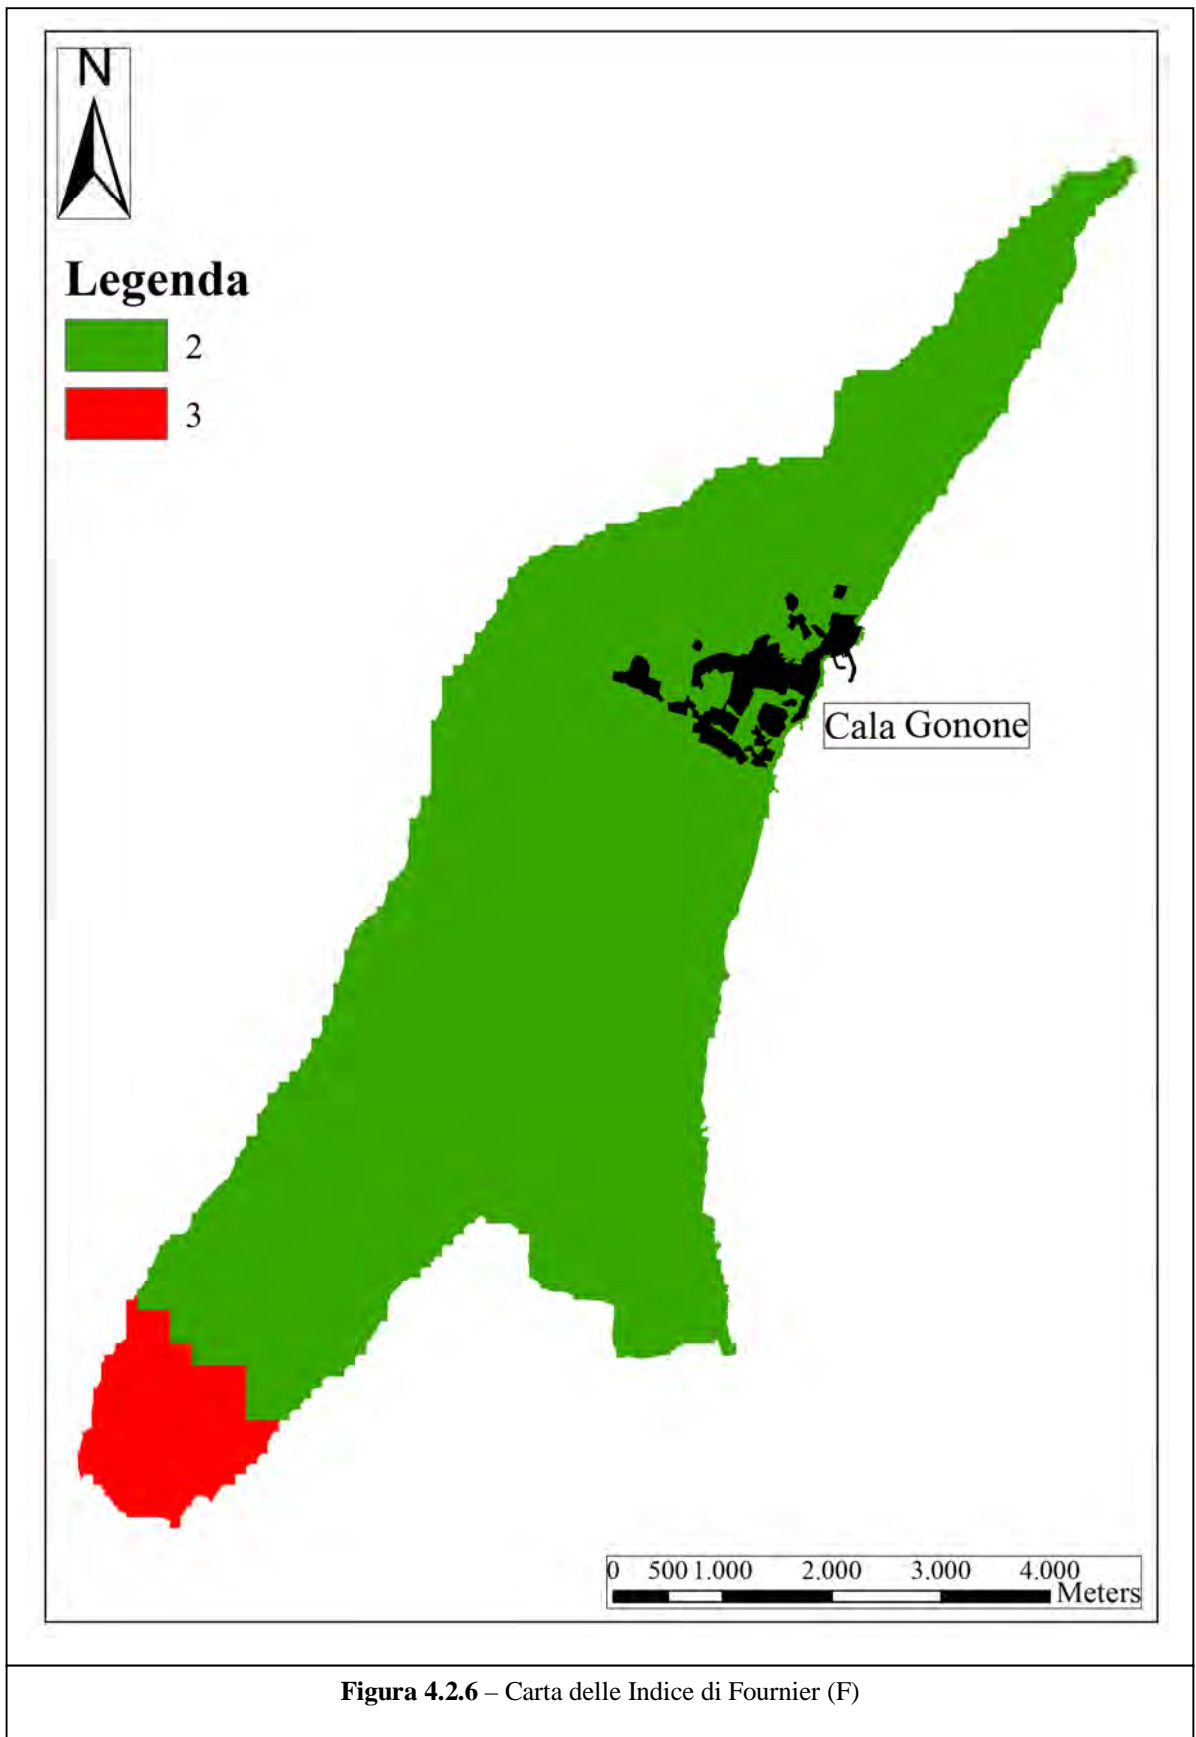 N
Legenda
2
3
Cala Gonone
0 500 1.000 2.000 3.000 4.000
Meters
Figura 4.2.6 – Carta delle Indice di Fournier (F)